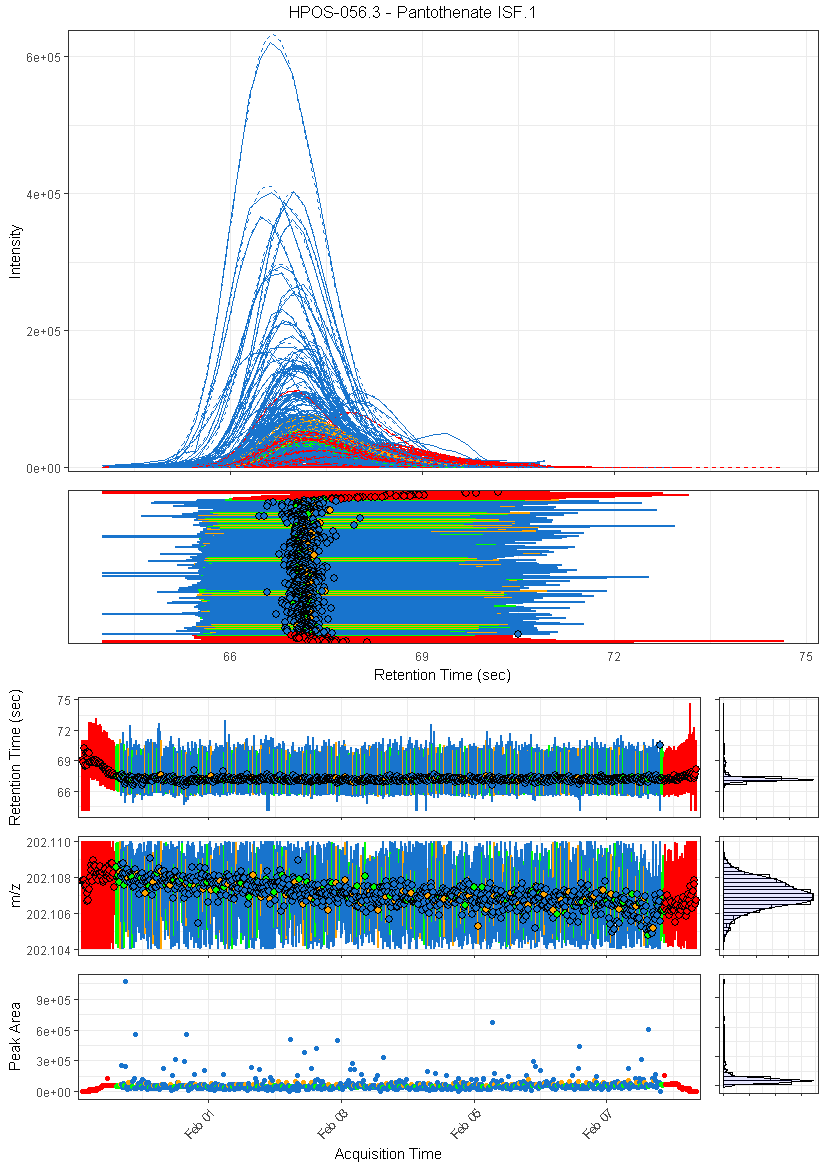 HPOS-056.3 - Pantothenate ISF.1
6e+05
4e+05
2e+05
0e+00
Intensity
66 69 72 75
Retention Time (sec)
75
72
69
66
Retention Time (sec)
202.110
202.108
202.106
202.104
m/z
9e+05
6e+05
3e+05
0e+00
Peak Area
Feb 01 Feb 03 Feb 05 Feb 07
Acquisition Time